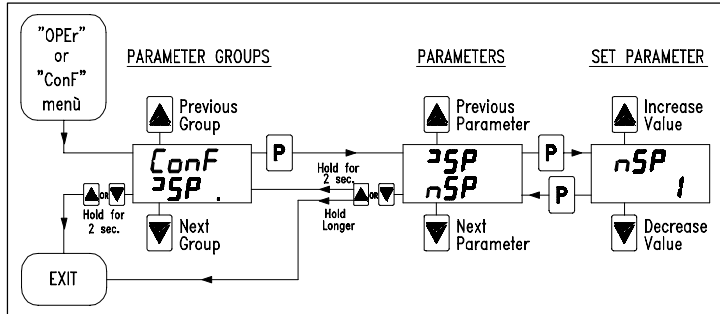 "OPEr"
or
"ConF"
menù
PARAMETER GROUPS
PARAMETERS
SET PARAMETER
Previous
Group
Previous
Parameter
Increase
Value
ConF
P
Hold for
2 sec.
nSP
P
nSP
1
P
OR
Hold for
2 sec.
OR
Hold
Longer
Next
Group
Next
Parameter
Decrease
Value
EXIT